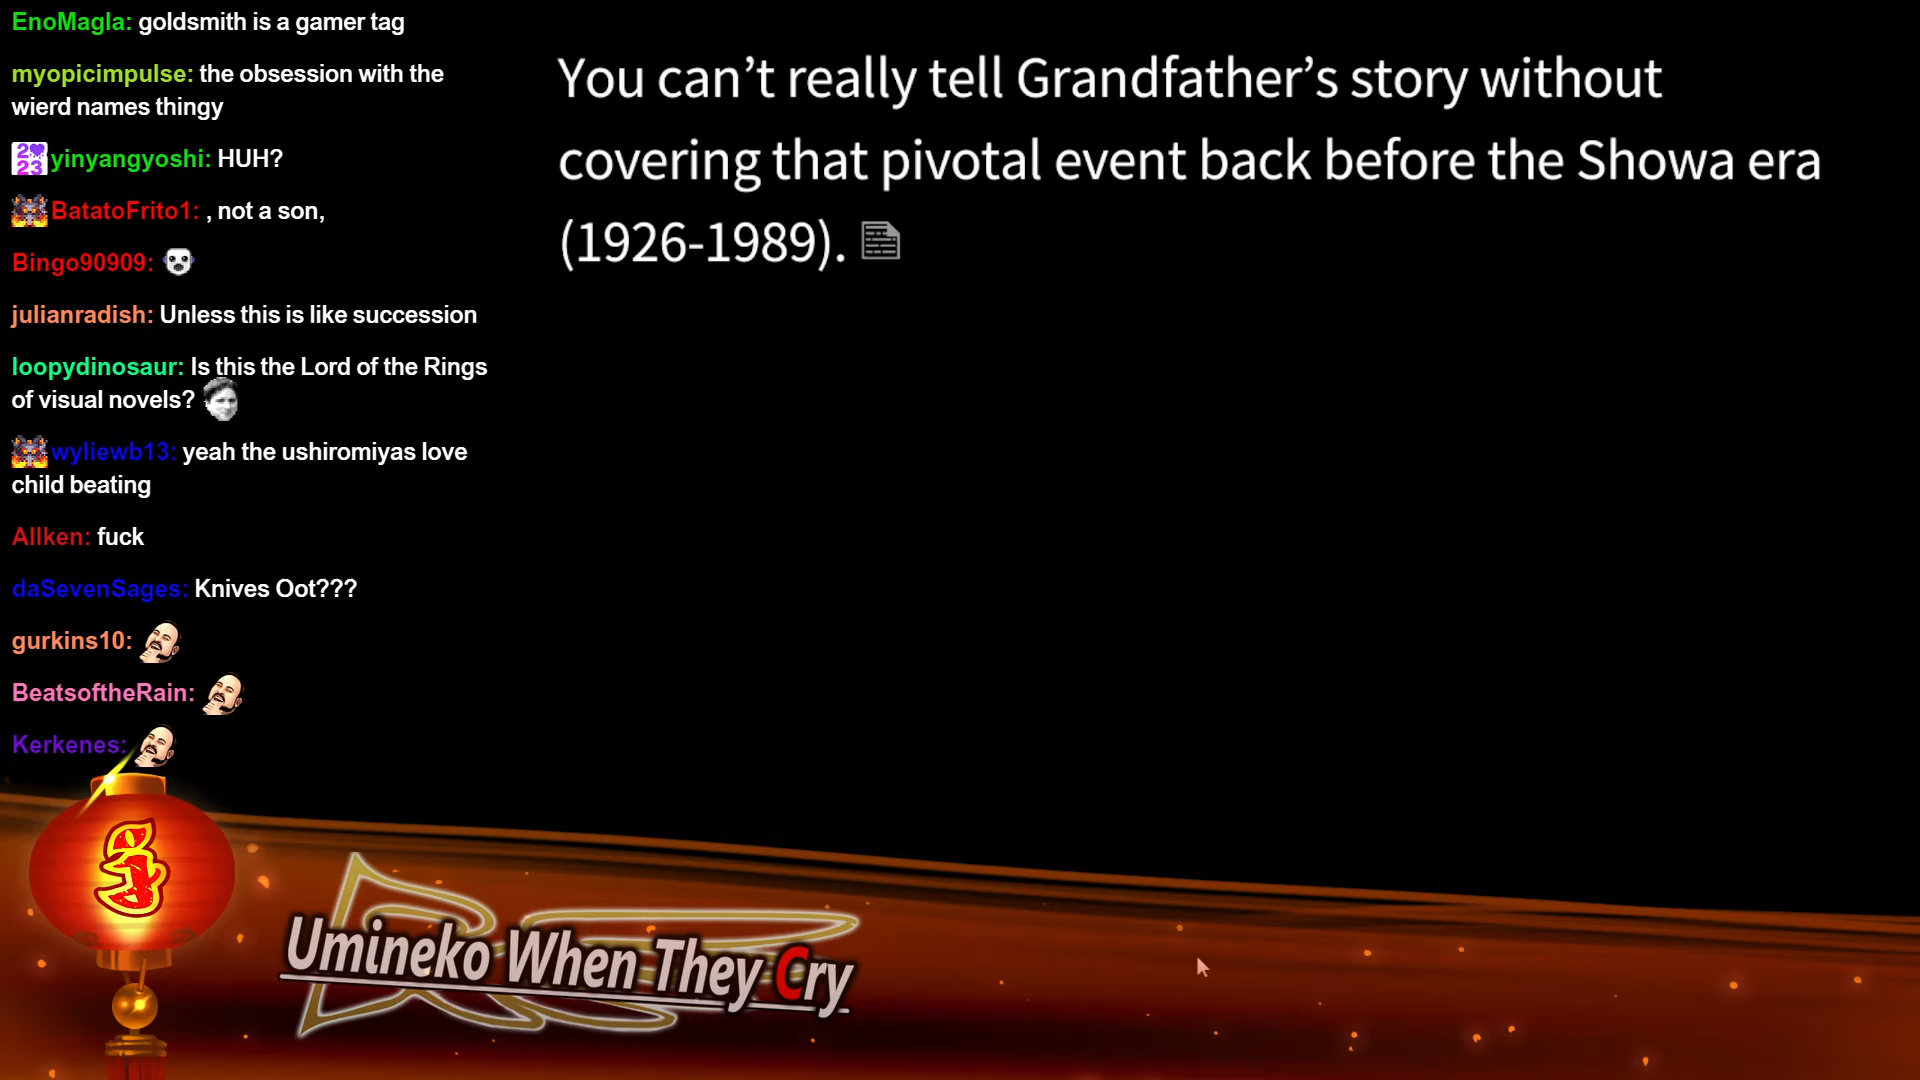 EnoMagla: goldsmith is a gamer tag
myopicimpulse: the obsession with the
wierd names thingy
2 23 yinyangyoshi: HUH?
BatatoFrito1: , not a son,
Bingo90909:
julianradish: Unless this is like succession
loopydinosaur: Is this the Lord of the Rings
of visual novels?
wyliewb13: yeah the ushiromiyas love
child beating
Allken: fuck
daSevenSages: Knives Oot???
gurkins10:
BeatsoftheRain:
Kerkenes:
You can’t really tell Grandfather’s story without
covering that pivotal event back before the Showa era
(1926-1989).
Umineko When They Cry